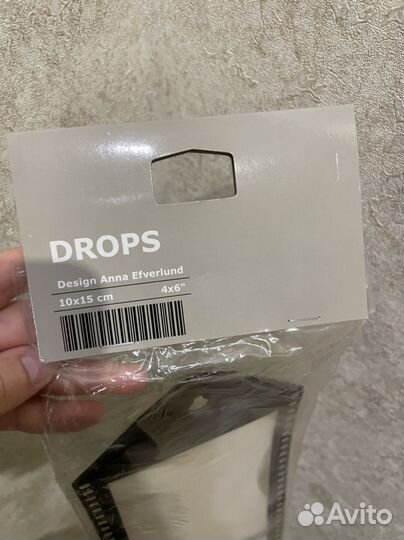 DROPS
Design Anna Efverlund
10x15 cm 4x6"
Avito